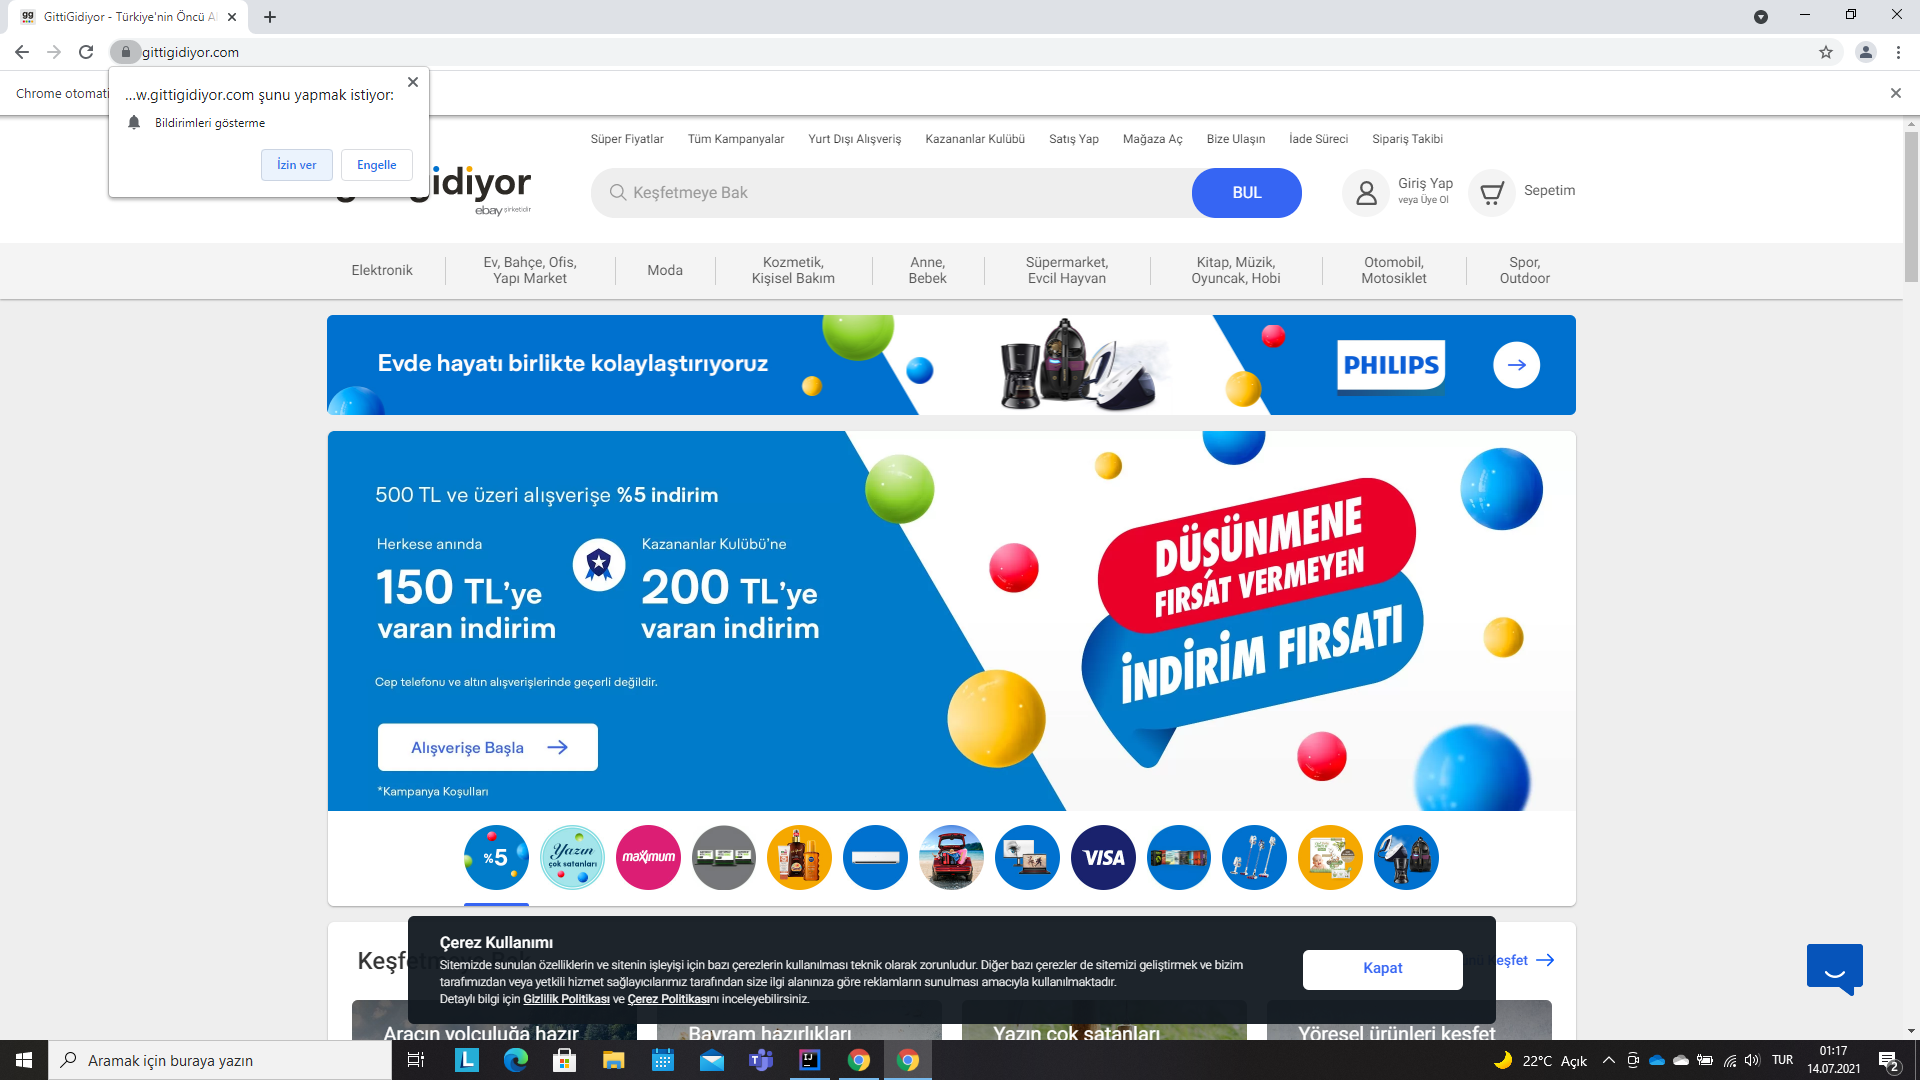 GittiGidiyor - Türkiye'nin Öncü A
gittigidiyor.com
Chrome otomati
...w.gittigidiyor.com şunu yapmak istiyor:
Bildirimleri gösterme
İzin ver
Engelle
Süper Fiyatlar
Tüm Kampanyalar
Yurt Dışı Alışveriş
Kazananlar Kulübü
Satış Yap
Mağaza Aç
Bize Ulaşın
İade Süreci
Sipariş Takibi
idiyor
ebay şirketidir
Keşfetmeye Bak
BUL
Giriş Yap
veya Üye Ol
Sepetim
Elektronik
Ev, Bahçe, Ofis,
Yapı Market
Moda
Kozmetik,
Kişisel Bakım
Anne,
Bebek
Süpermarket,
Evcil Hayvan
Kitap, Müzik,
Oyuncak, Hobi
Otomobil,
Motosiklet
Spor,
Outdoor
Evde hayatı birlikte kolaylaştırıyoruz
PHILIPS
500 TL ve üzeri alışverişe %5 indirim
Herkese anında
150 TL'ye
varan indirim
Kazananlar Kulübü'ne
200 TL'ye
varan indirim
Cep telefonu ve altın alışverişlerinde geçerli değildir.
Alışverişe Başla
*Kampanya Koşulları
DÜŞÜNMENE
FIRSAT VERMEYEN
İNDİRİM FIRSATI
%5
Yazın
çok satanları
maximum
VISA
Keşf
eşfet
Çerez Kullanımı
Sitemizde sunulan özelliklerin ve sitenin işleyişi için bazı çerezlerin kullanılması teknik olarak zorunludur. Diğer bazı çerezler de sitemizi geliştirmek ve bizim
tarafımızdan veya yetkili hizmet sağlayıcılarımız tarafından size ilgi alanınıza göre reklamların sunulması amacıyla kullanılmaktadır.
Detaylı bilgi için Gizlilik Politikası ve Çerez Politikasını inceleyebilirsiniz.
Kapat
Aracın yolculuğa hazır
Bayram hazırlıkları
Yazın çok satanları
Yöresel ürünleri keşfet
Aramak için buraya yazın
22°C Açık
TUR
01:17
14.07.2021
2